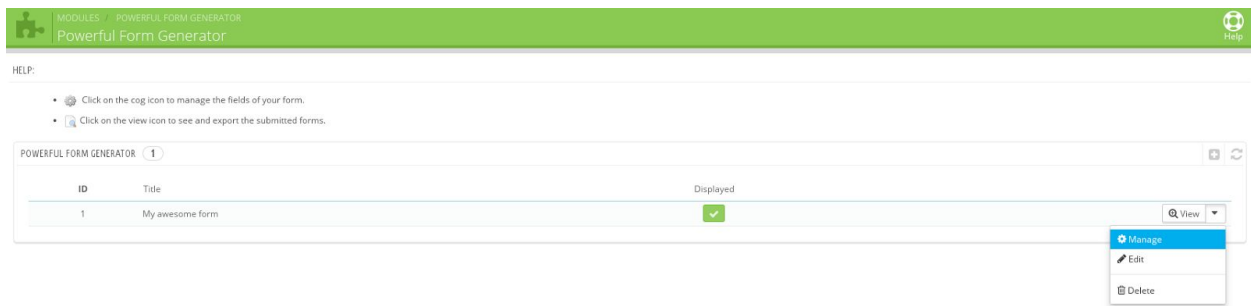 MODULES / POWERFUL FORM GENERATOR
Powerful Form Generator
Help
HELP:
• Click on the cog icon to manage the fields of your form.
• Click on the view icon to see and export the submitted forms.
POWERFUL FORM GENERATOR 1
ID Title Displayed
1 My awesome form View
Manage
Edit
Delete